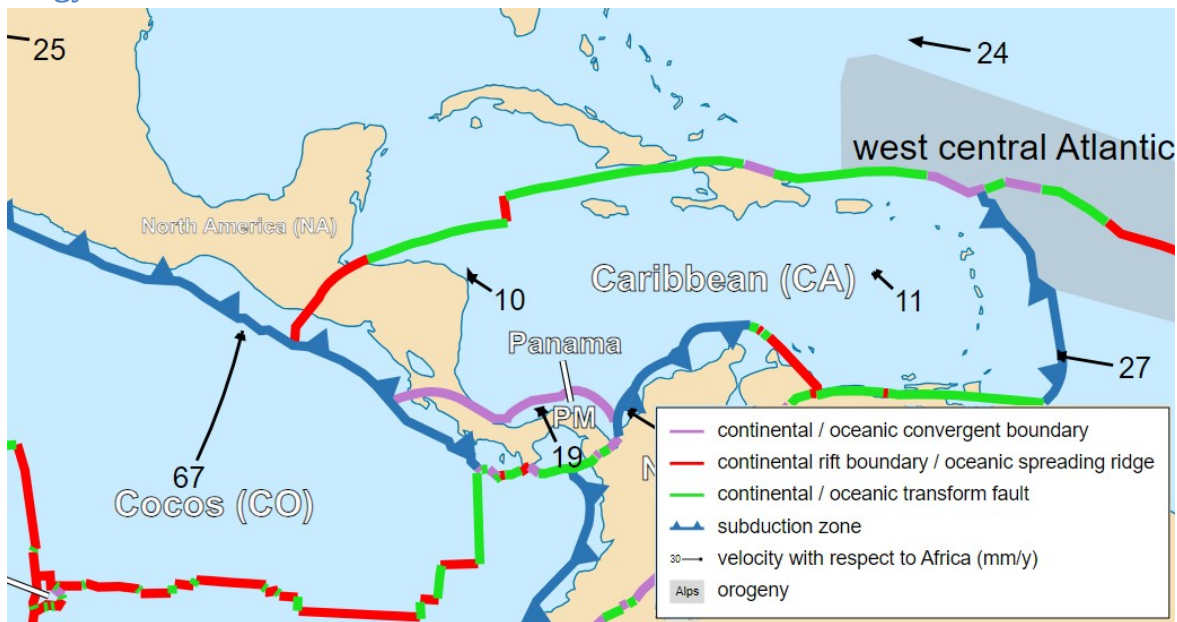 25
24
west central Atlantic
North America (NA)
Caribbean (CA)
10
11
Panama
27
PM
19
67
Cocos (CO)
N
continental / oceanic convergent boundary
continental rift boundary / oceanic spreading ridge
continental / oceanic transform fault
subduction zone
30 velocity with respect to Africa (mm/y)
Alps orogeny